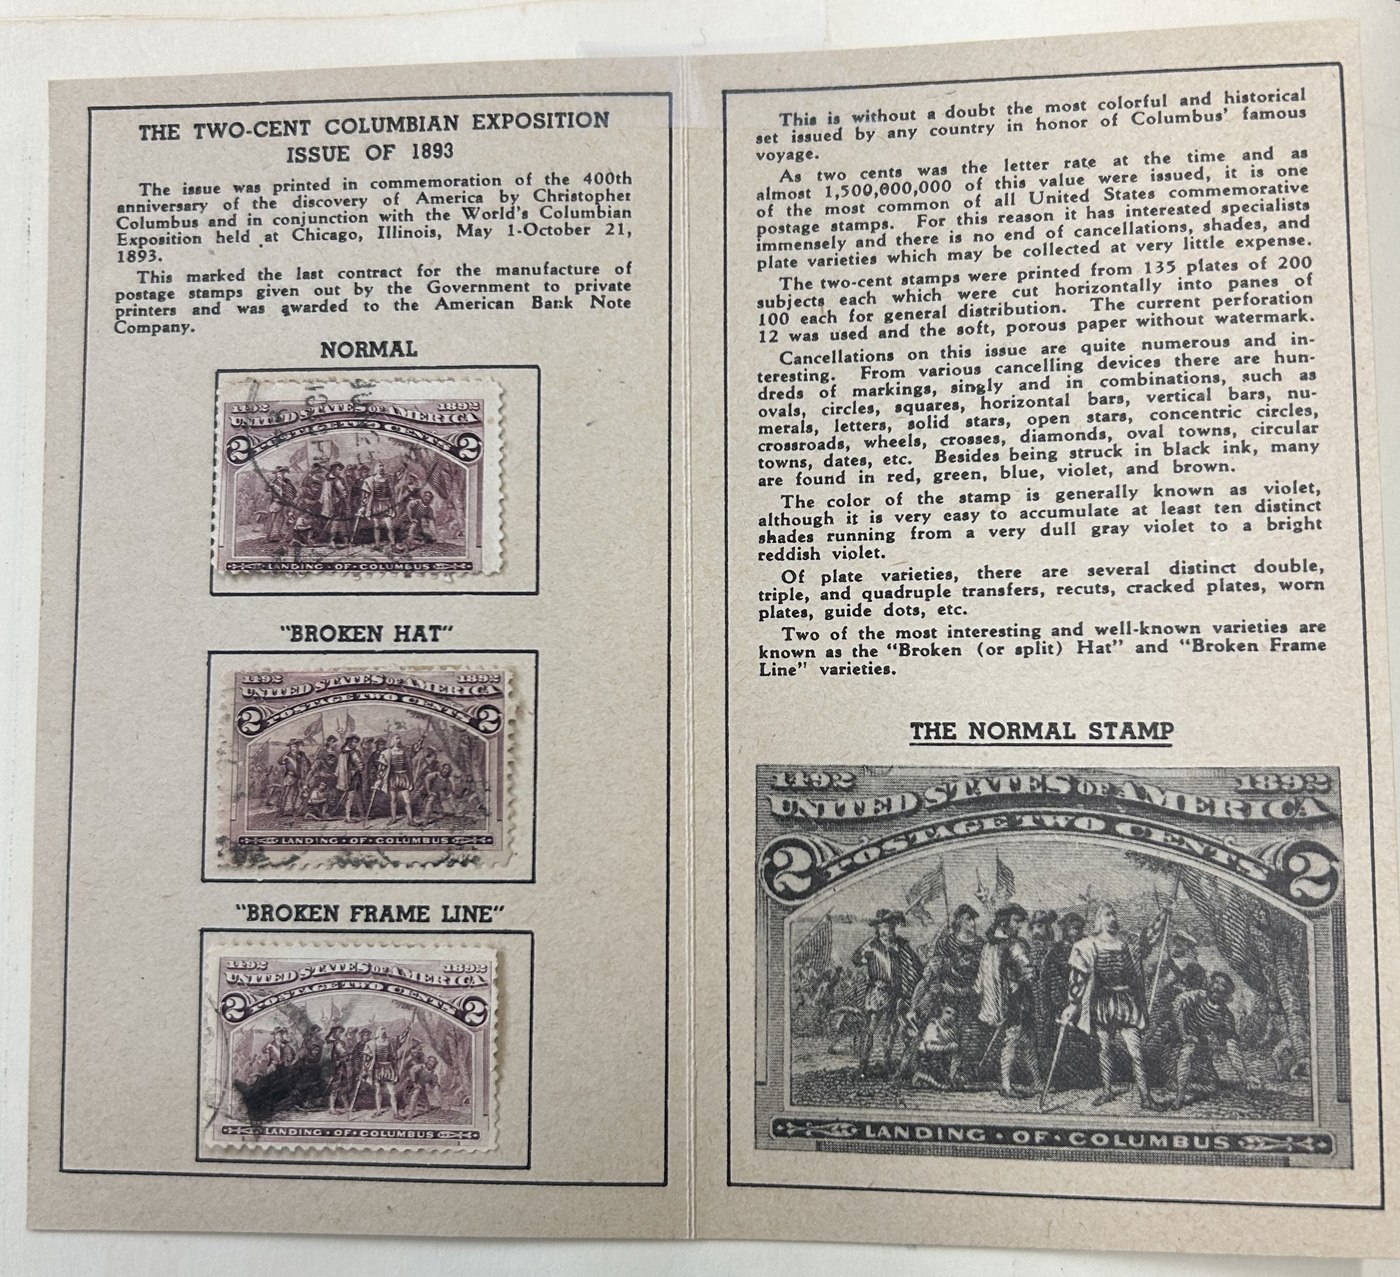 THE TWO-CENT COLUMBIAN EXPOSITION
ISSUE OF 1893
The issue was printed in commemoration of the 400th
anniversary of the discovery of America by Christopher
Columbus and in conjunction with the World's Columbian
Exposition held at Chicago, Illinois, May 1-October 21,
1893.
This marked the last contract for the manufacture of
postage stamps given out by the Government to private
printers and was awarded to the American Bank Note
Company.
NORMAL
1492 1892
UNITED STATES OF AMERICA
2 POSTAGE TWO CENTS 2
LANDING · OF · COLUMBUS
"BROKEN HAT"
1492 1892
UNITED STATES OF AMERICA
2 POSTAGE TWO CENTS 2
LANDING · OF · COLUMBUS
"BROKEN FRAME LINE"
1492 1892
UNITED STATES OF AMERICA
2 POSTAGE TWO CENTS 2
LANDING · OF · COLUMBUS
This is without a doubt the most colorful and historical
set issued by any country in honor of Columbus' famous
voyage.
As two cents was the letter rate at the time and as
almost 1,500,000,000 of this value were issued, it is one
of the most common of all United States commemorative
postage stamps. For this reason it has interested specialists
immensely and there is no end of cancellations, shades, and
plate varieties which may be collected at very little expense.
The two-cent stamps were printed from 135 plates of 200
subjects each which were cut horizontally into panes of
100 each for general distribution. The current perforation
12 was used and the soft, porous paper without watermark.
Cancellations on this issue are quite numerous and in-
teresting. From various cancelling devices there are hun-
dreds of markings, singly and in combinations, such as
ovals, circles, squares, horizontal bars, vertical bars, nu-
merals, letters, solid stars, open stars, concentric circles,
crossroads, wheels, crosses, diamonds, oval towns, circular
towns, dates, etc. Besides being struck in black ink, many
are found in red, green, blue, violet, and brown.
The color of the stamp is generally known as violet,
although it is very easy to accumulate at least ten distinct
shades running from a very dull gray violet to a bright
reddish violet.
Of plate varieties, there are several distinct double,
triple, and quadruple transfers, recuts, cracked plates, worn
plates, guide dots, etc.
Two of the most interesting and well-known varieties are
known as the "Broken (or split) Hat" and "Broken Frame
Line" varieties.
THE NORMAL STAMP
1492 1892
UNITED STATES OF AMERICA
2 POSTAGE TWO CENTS 2
LANDING · OF · COLUMBUS